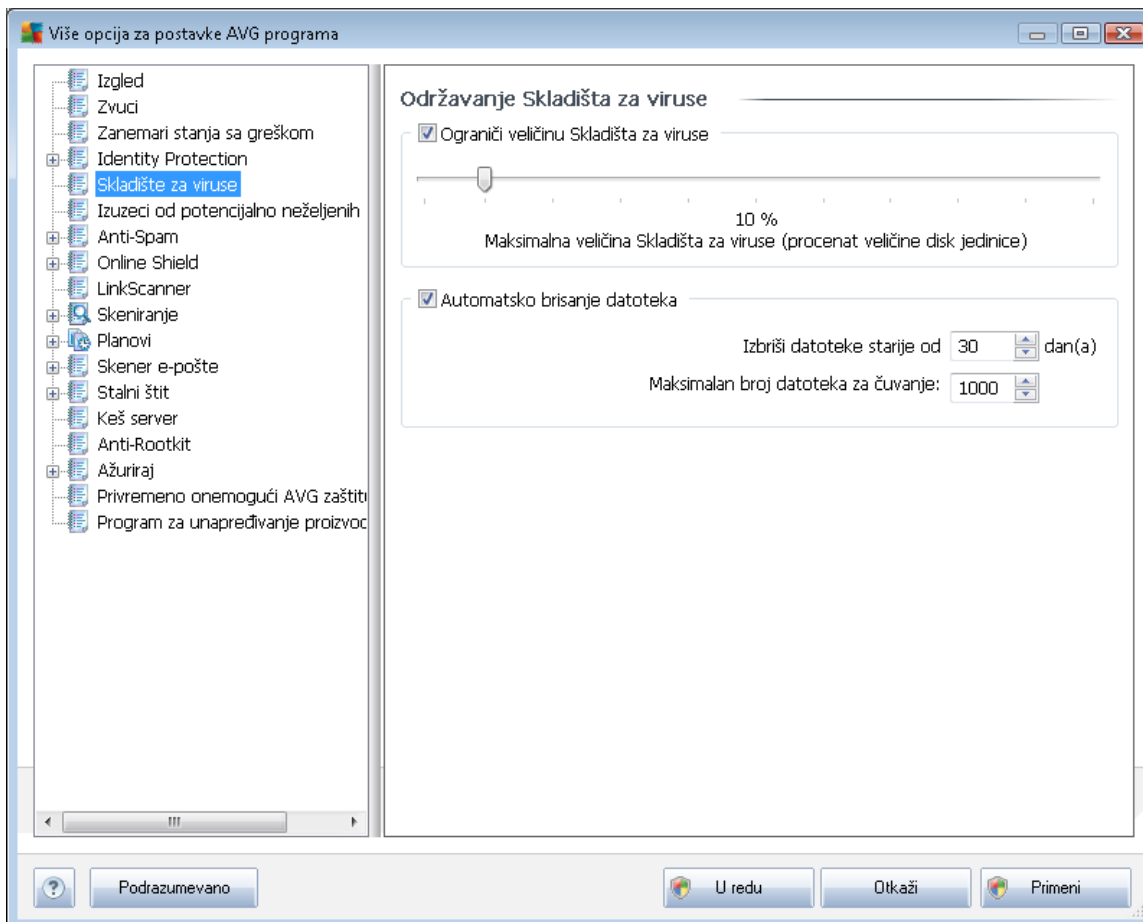 Više opcija za postavke AVG programa
Izgled
Zvuci
Zanemari stanja sa greškom
Identity Protection
Skladište za viruse
Izuzeci od potencijalno neželjenih
Anti-Spam
Online Shield
LinkScanner
Skeniranje
Planovi
Skener e-pošte
Stalni štit
Keš server
Anti-Rootkit
Ažuriraj
Privremeno onemogući AVG zaštitu
Program za unapređivanje proizvod
Održavanje Skladišta za viruse
Ograniči veličinu Skladišta za viruse
10 %
Maksimalna veličina Skladišta za viruse (procenat veličine disk jedinice)
Automatsko brisanje datoteka
Izbriši datoteke starije od 30 dan(a)
Maksimalan broj datoteka za čuvanje: 1000
? Podrazumevano U redu Otkaži Primeni